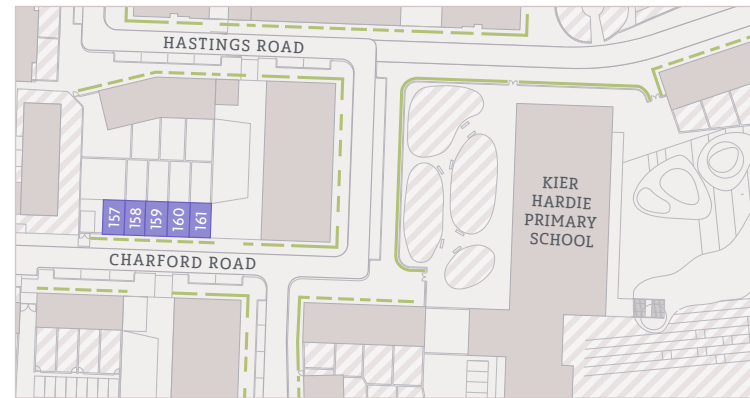 HASTINGS ROAD
KIER
HARDIE
PRIMARY
SCHOOL
157
158
159
160
161
CHARFORD ROAD